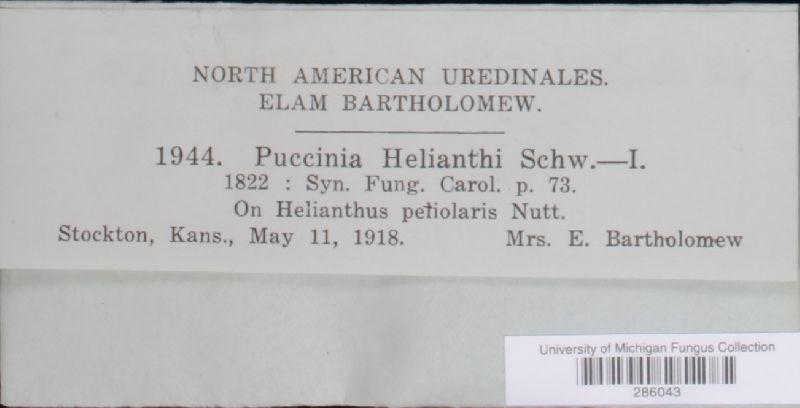 NORTH AMERICAN UREDINALES.
ELAM BARTHOLOMEW.
1944. Puccinia Helianthi Schw.—I.
1822 : Syn. Fung. Carol. p. 73.
On Helianthus petiolaris Nutt.
Stockton, Kans., May 11, 1918. Mrs. E. Bartholomew
University of Michigan Fungus Collection
286043